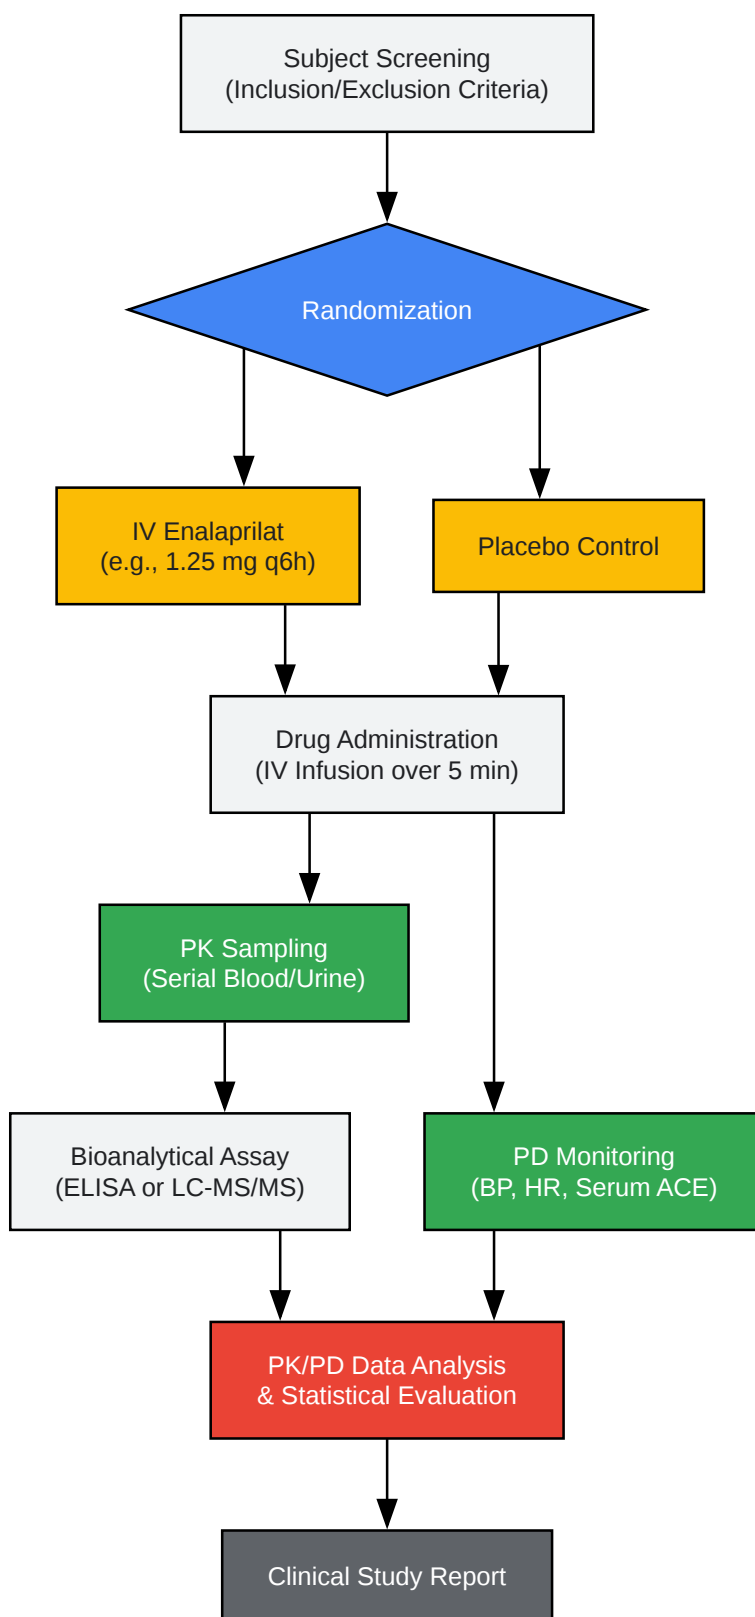 Subject Screening
(Inclusion/Exclusion Criteria)
Randomization
IV Enalaprilat
(e.g., 1.25 mg q6h)
Placebo Control
Drug Administration
(IV Infusion over 5 min)
PK Sampling
(Serial Blood/Urine)
Bioanalytical Assay
(ELISA or LC-MS/MS)
PD Monitoring
(BP, HR, Serum ACE)
PK/PD Data Analysis
& Statistical Evaluation
Clinical Study Report